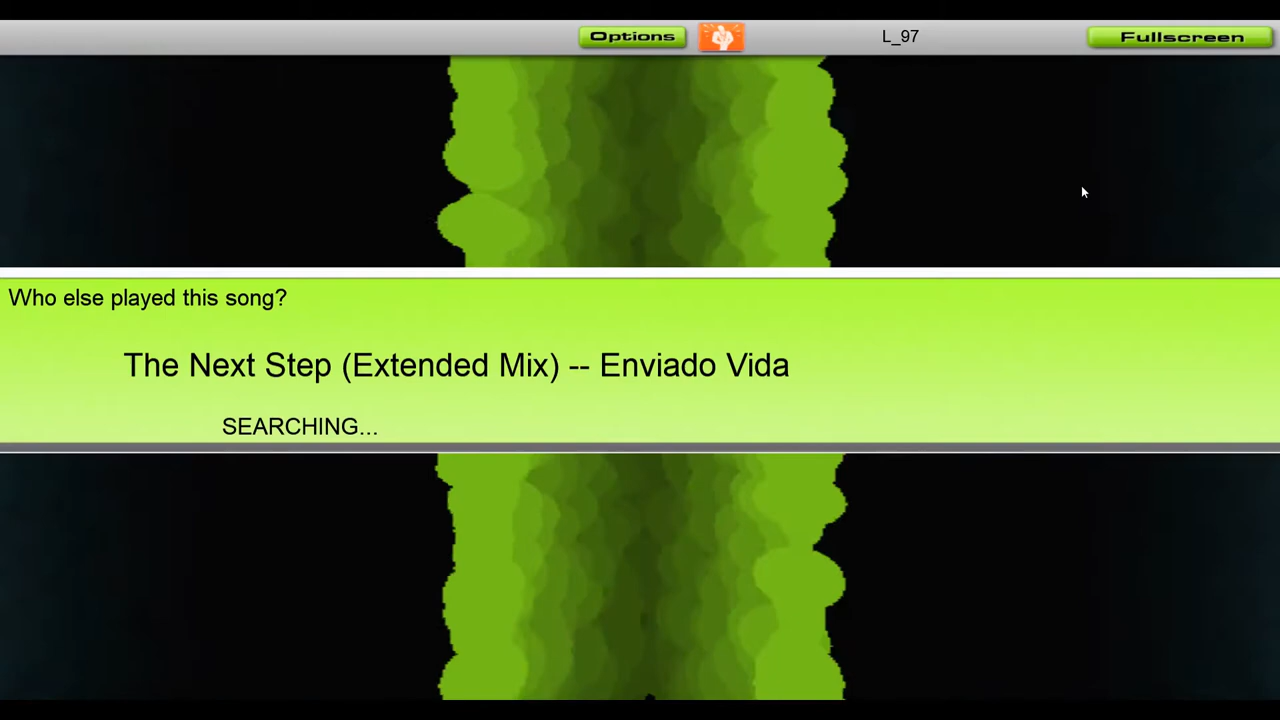 Options
L_97
Fullscreen
Who else played this song?
The Next Step (Extended Mix) -- Enviado Vida
SEARCHING...